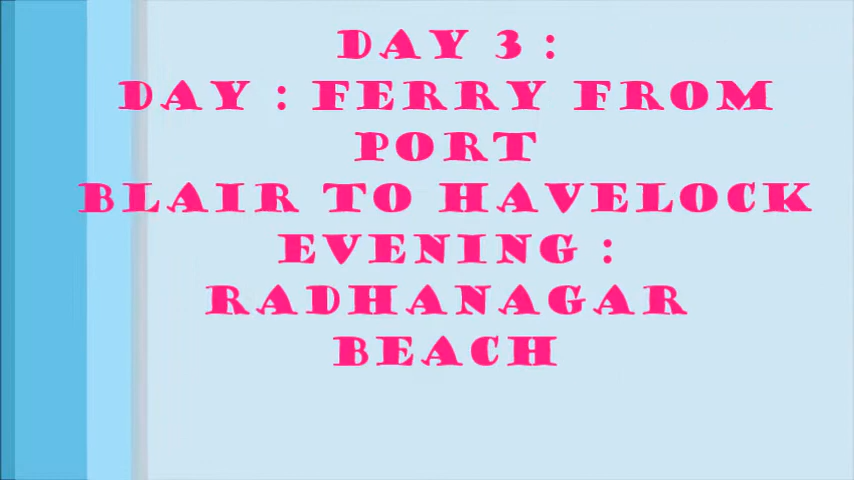 DAY 3 :
DAY : FERRY FROM
PORT
BLAIR TO HAVELOCK
EVENING :
RADHANAGAR
BEACH